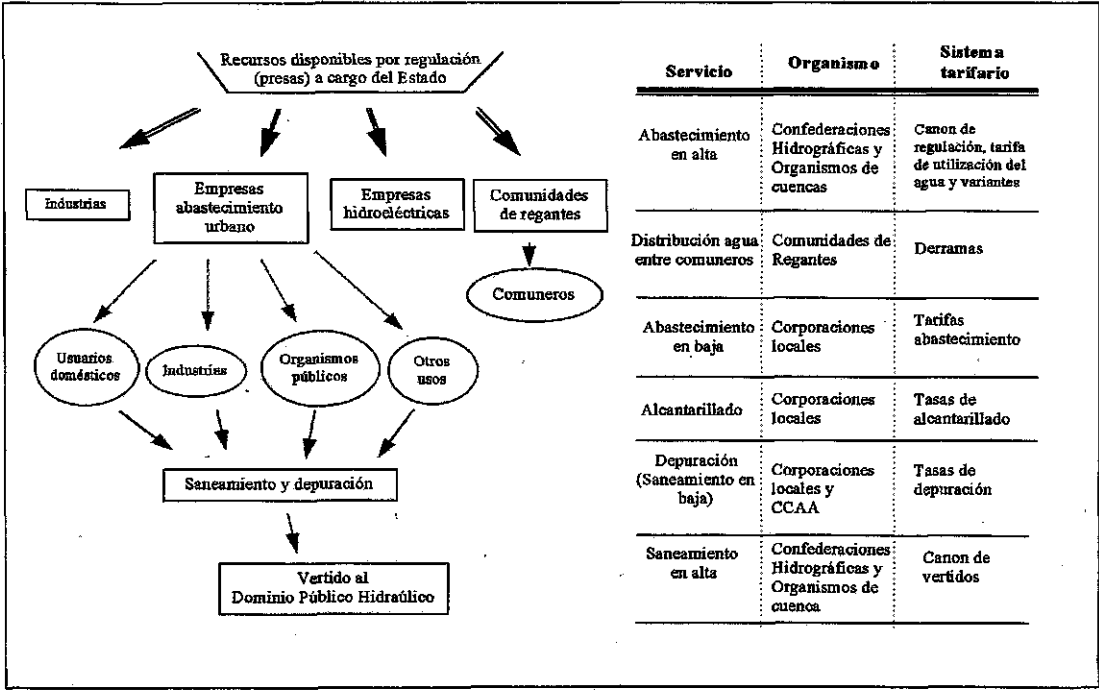 Recursos disponibles por regulación
(presas) a cargo del Estado
Industrias
Empresas
abastecimiento
urbano
Empresas
hidroeléctricas
Comunidades
de regantes
Comuneros
Usuarios
domésticos
Industrias
Organismos
públicos
Otros
usos
Saneamiento y depuración
Vertido al
Dominio Público Hidraúlico
Servicio
Organismo
Sistema
tarifario
Abastecimiento
en alta
Confederaciones
Hidrográficas y
Organismos de
cuencas
Canon de
regulación, tarifa
de utilización del
agua y variantes
Distribución agua
entre comuneros
Comunidades de
Regantes
Derramas
Abastecimiento
en baja
Corporaciones
locales
Tarifas
abastecimiento
Alcantarillado
Corporaciones
locales
Tasas de
alcantarillado
Depuración
(Saneamiento en
baja)
Corporaciones
locales y
CCAA
Tasas de
depuración
Saneamiento
en alta
Confederaciones
Hidrográficas y
Organismos de
cuenca
Canon de
vertidos